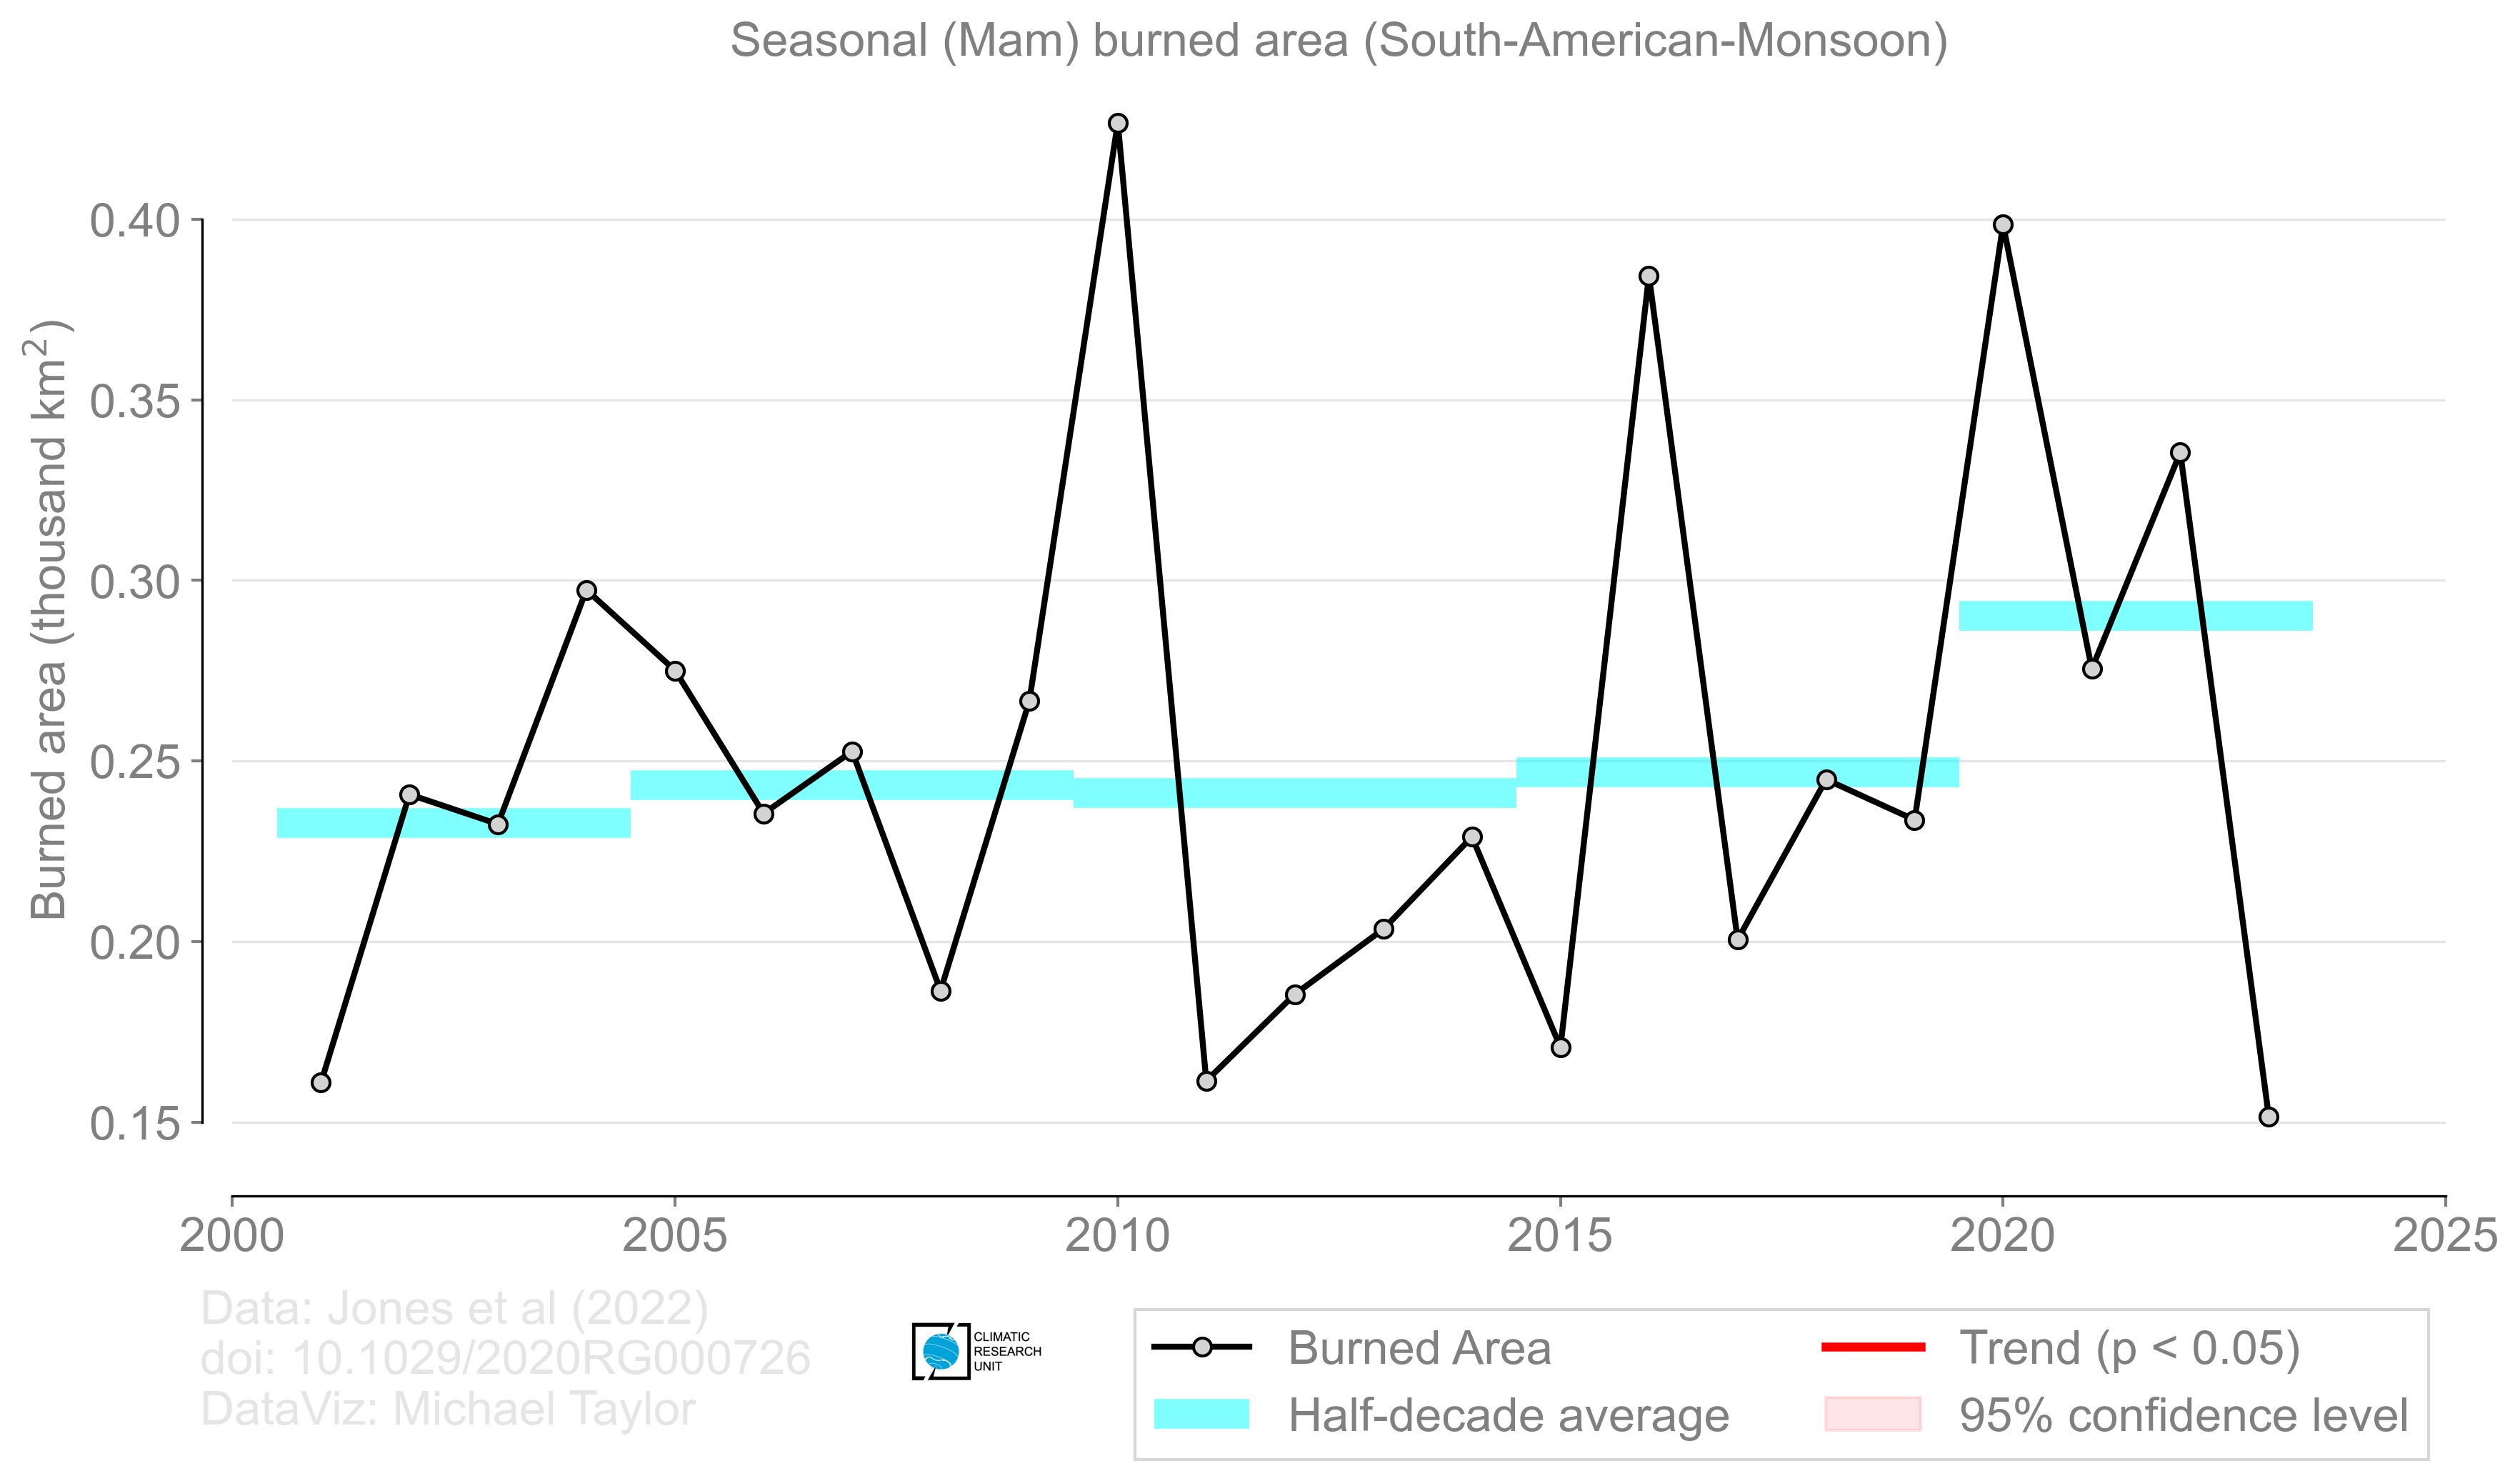 Seasonal (Mam) burned area (South-American-Monsoon)
Burned area (thousand km²)
0.40
0.35
0.30
0.25
0.20
0.15
2000 2005 2010 2015 2020 2025
Data: Jones et al (2022)
doi: 10.1029/2020RG000726
DataViz: Michael Taylor
CLIMATIC
RESEARCH
UNIT
Burned Area
Half-decade average
Trend (p < 0.05)
95% confidence level